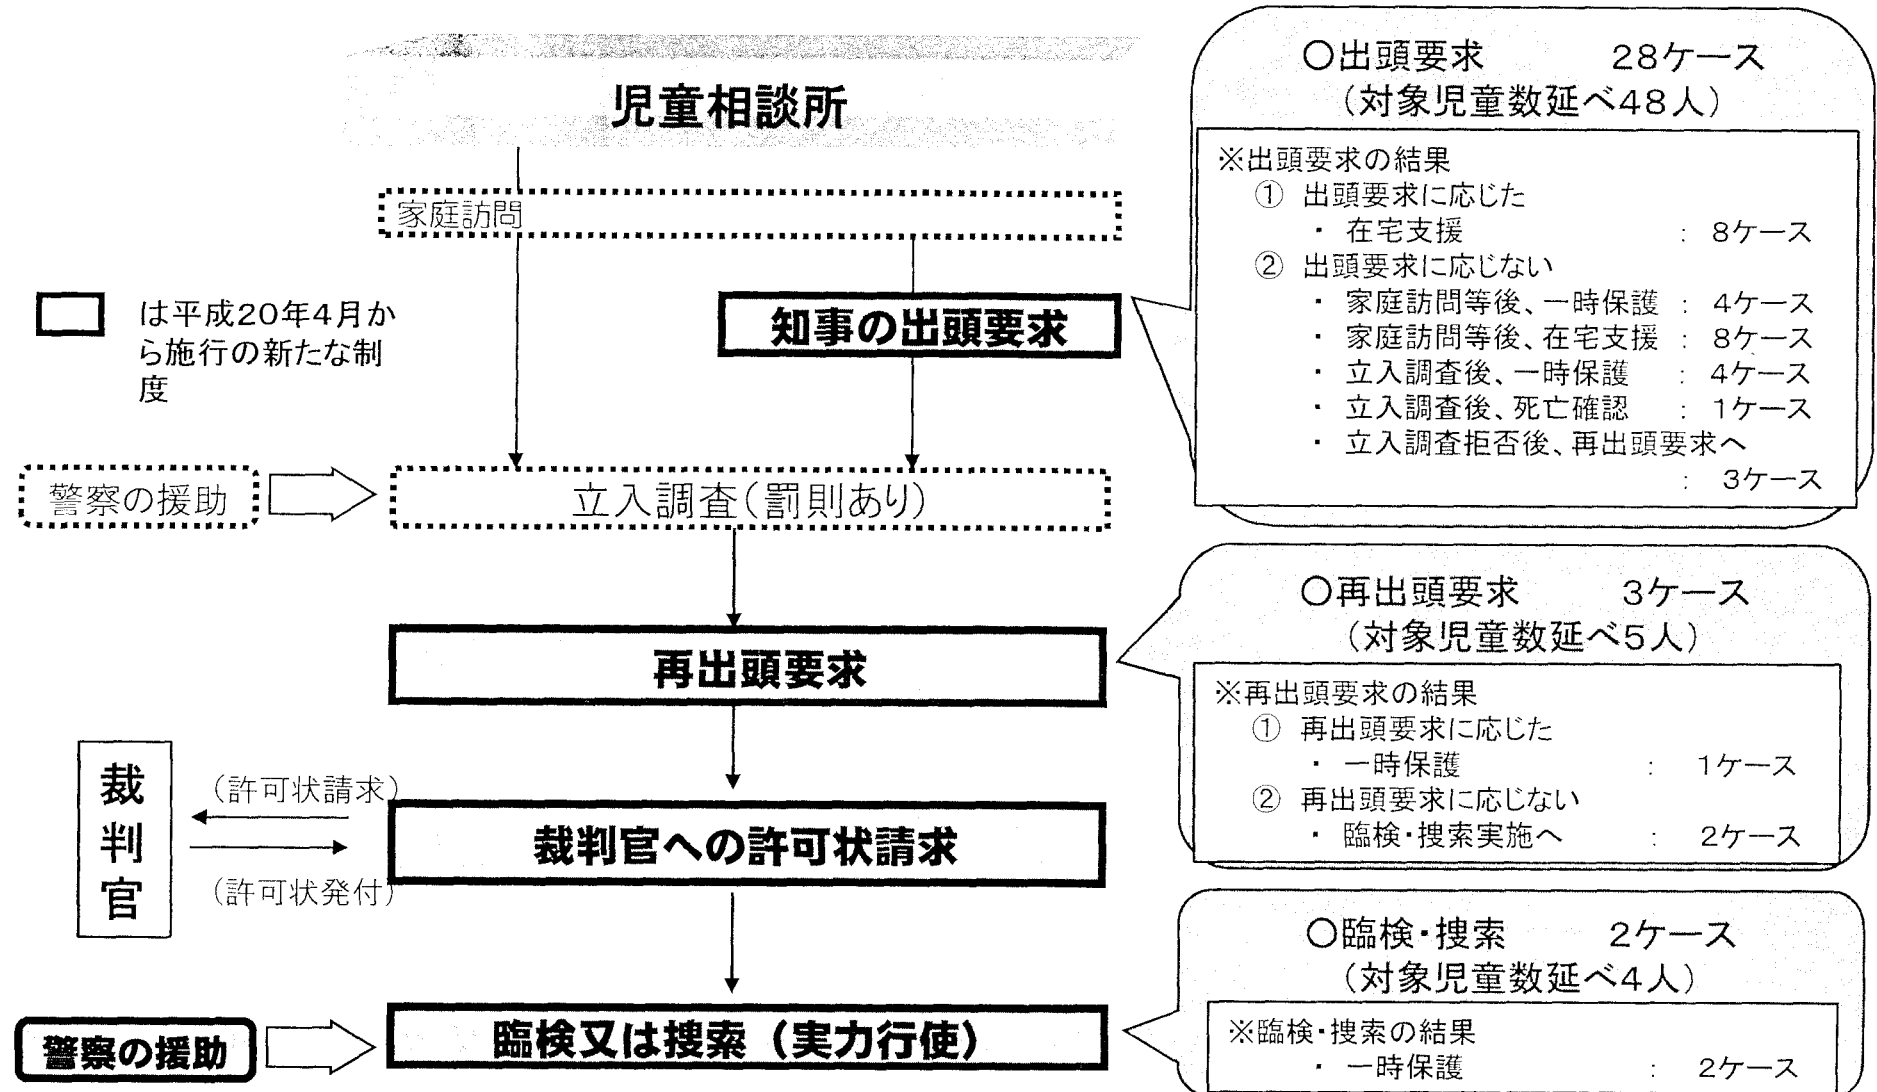 児童相談所
家庭訪問
知事の出頭要求
は平成20年4月か
ら施行の新たな制
度
警察の援助
立入調査(罰則あり)
再出頭要求
裁判官
(許可状請求)
(許可状発付)
裁判官への許可状請求
警察の援助
臨検又は捜索(実力行使)
○出頭要求 28ケース
(対象児童数延べ48人)
※出頭要求の結果
① 出頭要求に応じた
・ 在宅支援 : 8ケース
② 出頭要求に応じない
・ 家庭訪問等後、一時保護 : 4ケース
・ 家庭訪問等後、在宅支援 : 8ケース
・ 立入調査後、一時保護 : 4ケース
・ 立入調査後、死亡確認 : 1ケース
・ 立入調査拒否後、再出頭要求へ
: 3ケース
○再出頭要求 3ケース
(対象児童数延べ5人)
※再出頭要求の結果
① 再出頭要求に応じた
・ 一時保護 : 1ケース
② 再出頭要求に応じない
・ 臨検・捜索実施へ : 2ケース
○臨検・捜索 2ケース
(対象児童数延べ4人)
※臨検・捜索の結果
・ 一時保護 : 2ケース